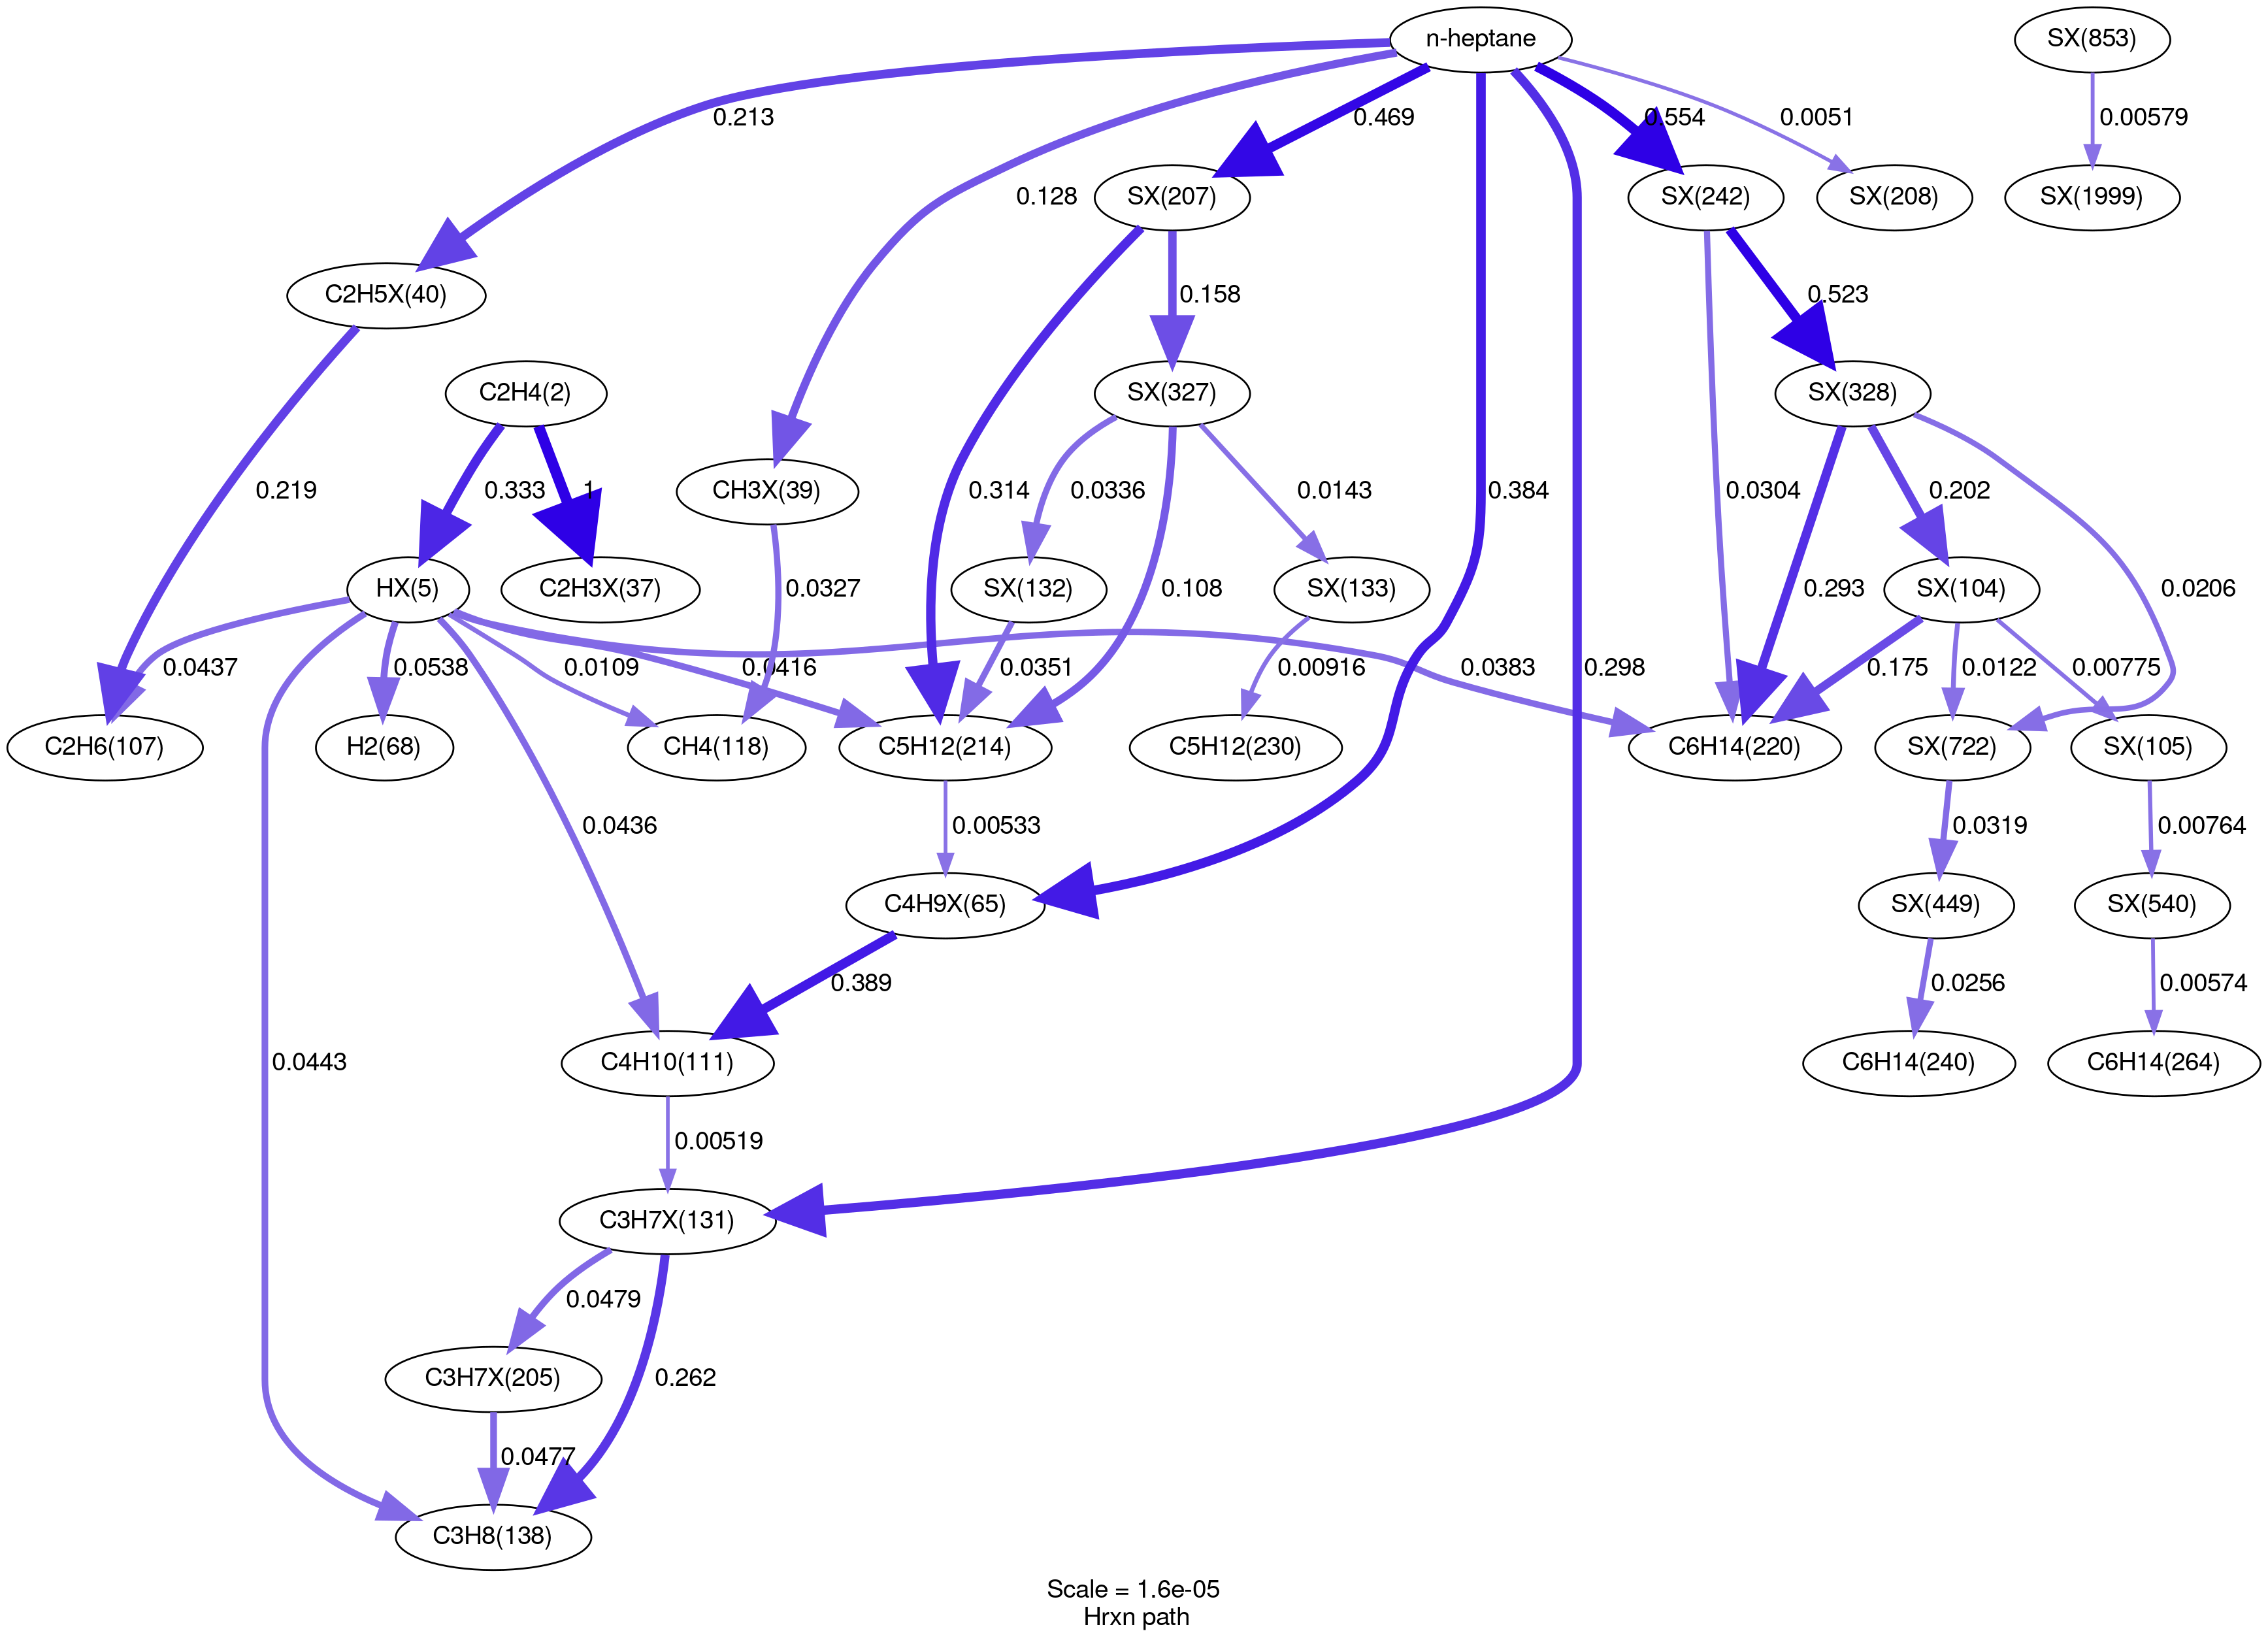 n-heptane
SX(853)
0.213
0.469
0.554
0.0051
0.00579
0.128
SX(207)
SX(242)
SX(208)
SX(1999)
C2H5X(40)
0.158
0.523
C2H4(2)
SX(327)
SX(328)
0.219
0.333
1
CH3X(39)
0.314
0.0336
0.0143
0.384
0.0304
0.202
HX(5)
C2H3X(37)
0.0327
SX(132)
0.108
SX(133)
0.298
0.293
SX(104)
0.0206
0.0437
0.0538
0.0109
0.0416
0.0351
0.00916
0.0383
0.175
0.0122
0.00775
C2H6(107)
H2(68)
CH4(118)
C5H12(214)
C5H12(230)
C6H14(220)
SX(722)
SX(105)
0.0436
0.00533
0.0319
0.00764
C4H9X(65)
SX(449)
SX(540)
0.389
0.0256
0.00574
0.0443
C4H10(111)
C6H14(240)
C6H14(264)
0.00519
C3H7X(131)
0.0479
C3H7X(205)
0.262
0.0477
C3H8(138)
Scale = 1.6e-05
Hrxn path